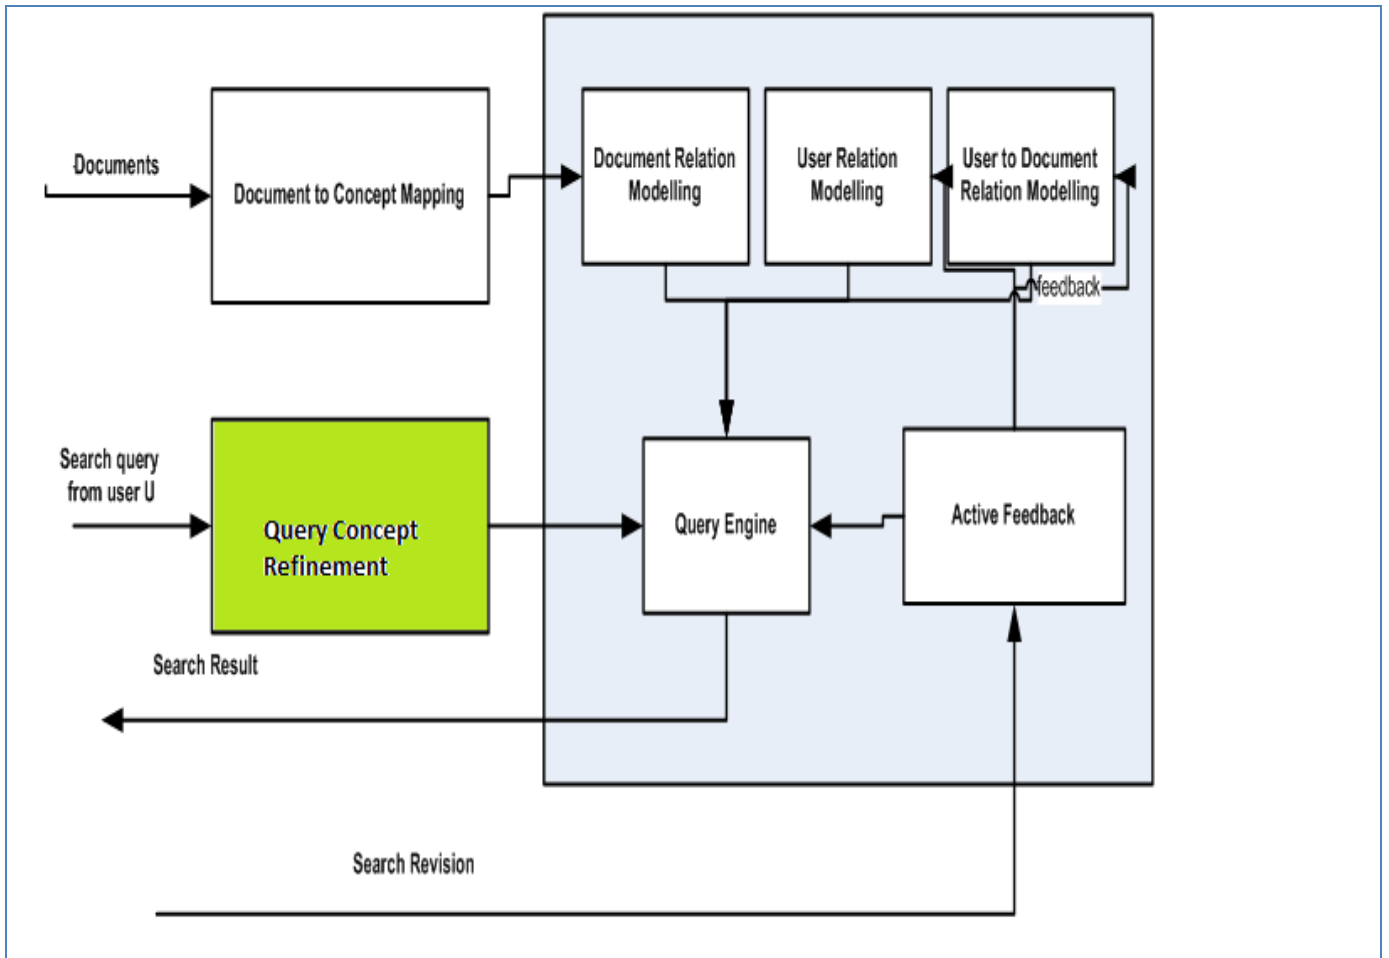 Documents
Document to Concept Mapping
Document Relation
Modelling
User Relation
Modelling
User to Document
Relation Modelling
feedback
Search query
from user U
Query Concept
Refinement
Query Engine
Active Feedback
Search Result
Search Revision